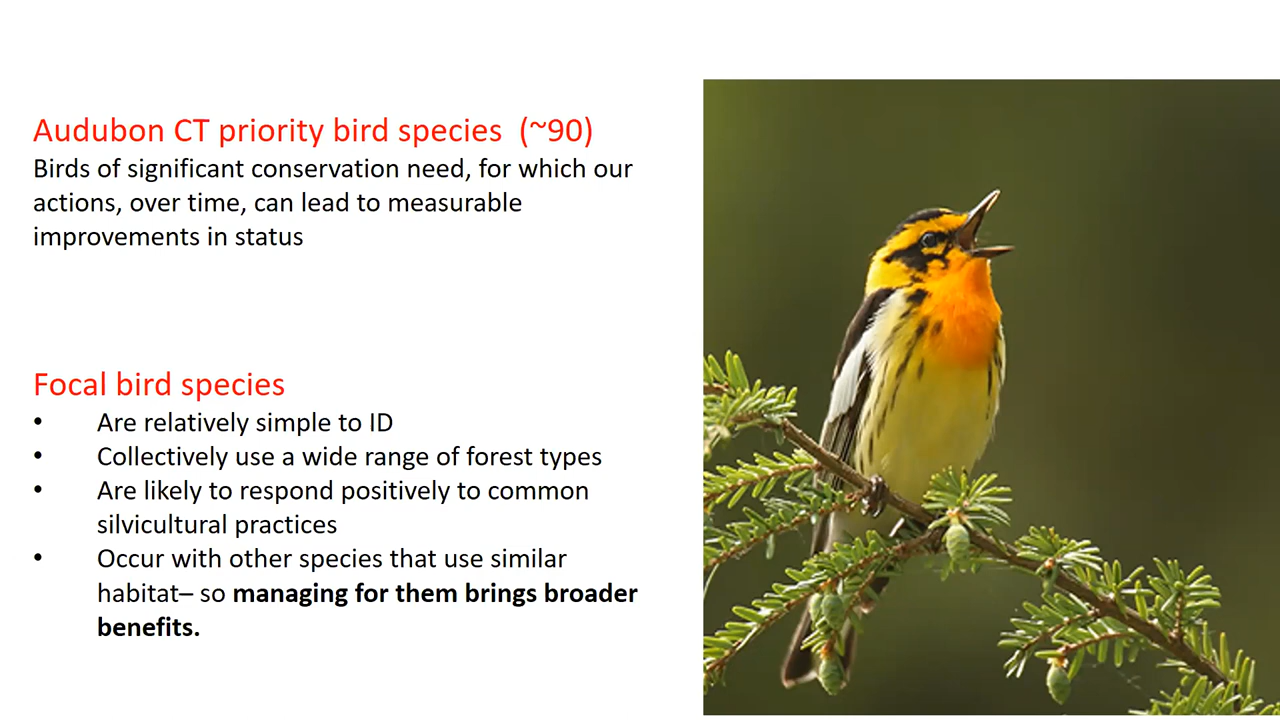 Audubon CT priority bird species  (~90)
Birds of significant conservation need, for which our
actions, over time, can lead to measurable
improvements in status
Focal bird species
• Are relatively simple to ID
• Collectively use a wide range of forest types
• Are likely to respond positively to common
silvicultural practices
• Occur with other species that use similar
habitat– so managing for them brings broader
benefits.